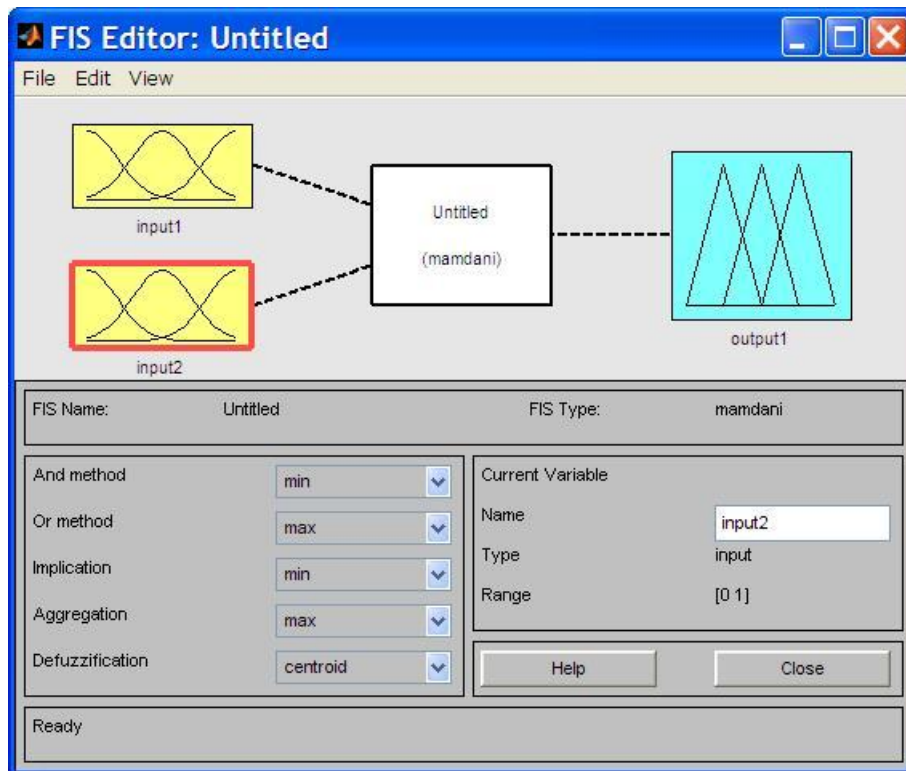 FIS Editor: Untitled
File Edit View
input1
input2
Untitled
(mamdani)
output1
FIS Name: Untitled FIS Type: mamdani
And method min
Or method max
Implication min
Aggregation max
Defuzzification centroid
Current Variable
Name input2
Type input
Range [0 1]
Help Close
Ready